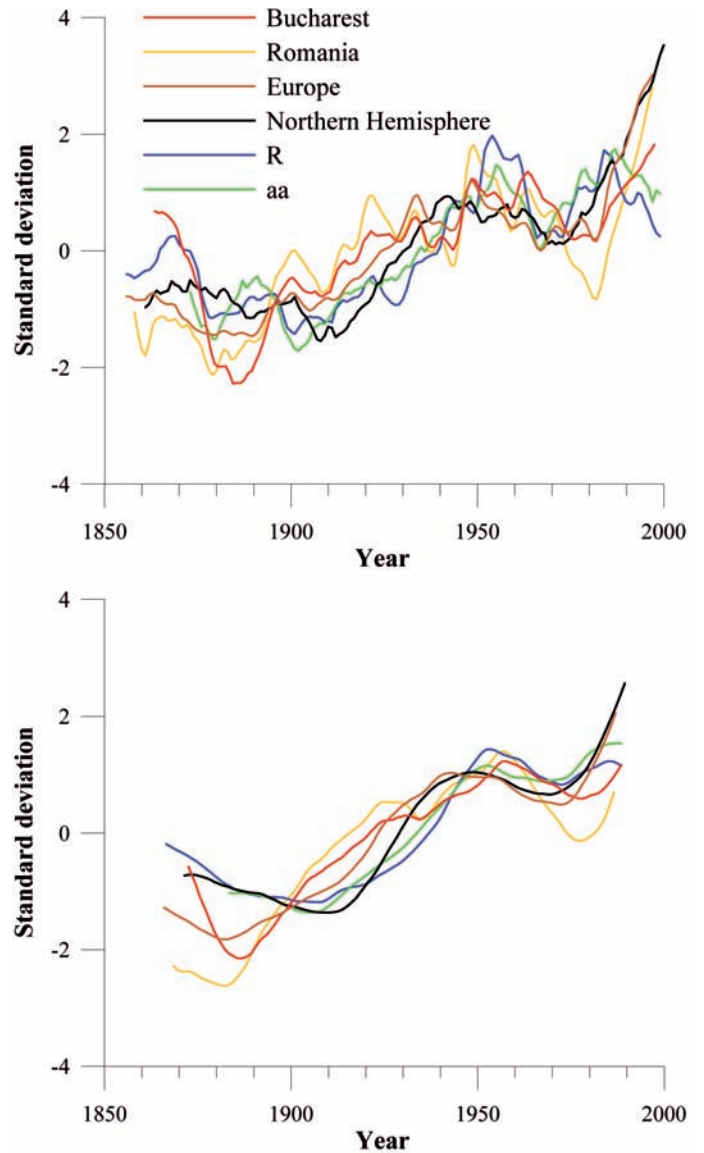 4
Bucharest
Romania
2
Europe
Northern Hemisphere
R
aa
0
-2
-4
Standard deviation
1850 1900 1950 2000
Year
4
2
0
-2
-4
Standard deviation
1850 1900 1950 2000
Year